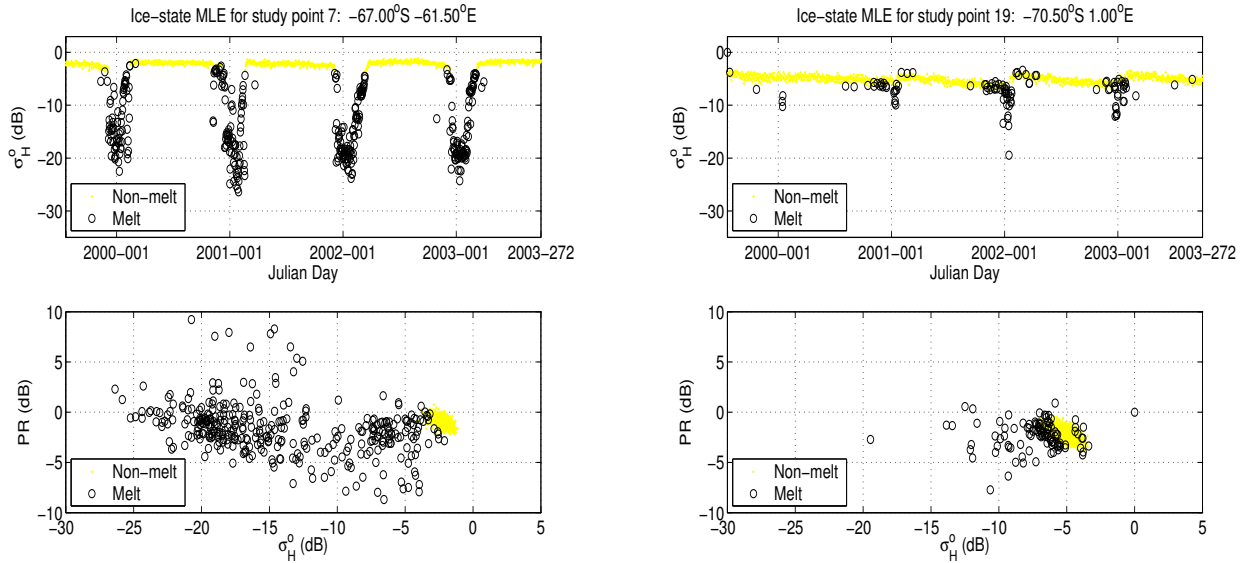 Ice−state MLE for study point 7: −67.00°S −61.50°E
0
−10
−20
−30
σ_H^o (dB)
Non−melt
Melt
2000−001 2001−001 2002−001 2003−001 2003−272
Julian Day
Ice−state MLE for study point 19: −70.50°S 1.00°E
0
−10
−20
−30
σ_H^o (dB)
Non−melt
Melt
2000−001 2001−001 2002−001 2003−001 2003−272
Julian Day
10
5
0
−5
−10
PR (dB)
Non−melt
Melt
−30 −25 −20 −15 −10 −5 0 5
σ_H^o (dB)
10
5
0
−5
−10
PR (dB)
Non−melt
Melt
−30 −25 −20 −15 −10 −5 0 5
σ_H^o (dB)